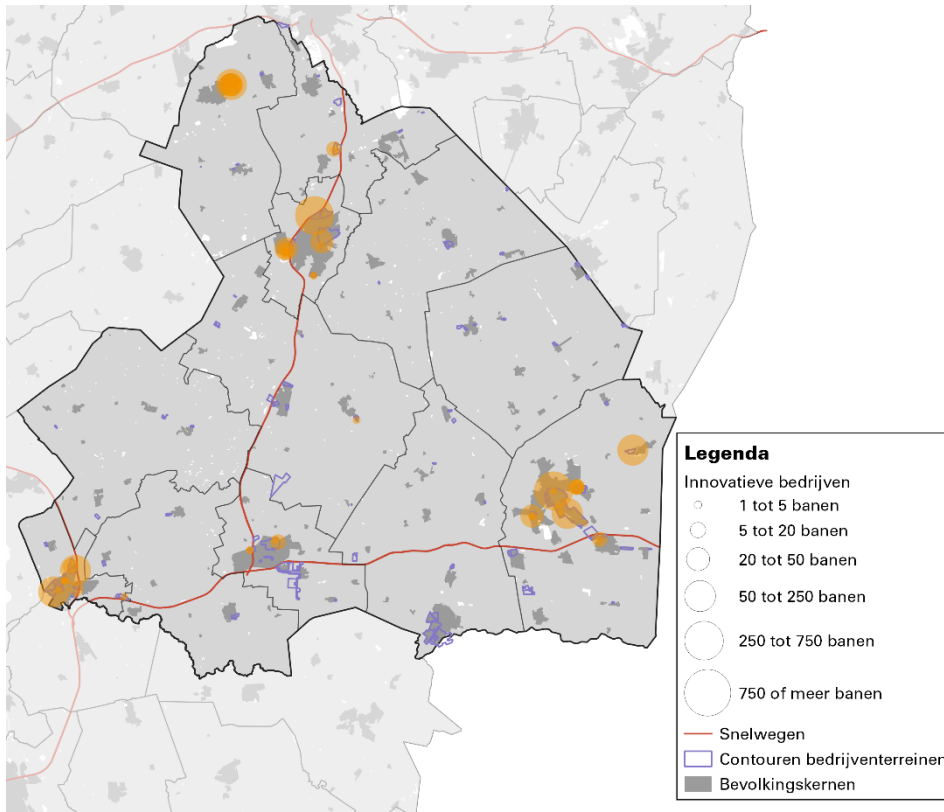 Legenda
Innovatieve bedrijven
1 tot 5 banen
5 tot 20 banen
20 tot 50 banen
50 tot 250 banen
250 tot 750 banen
750 of meer banen
Snelwegen
Contouren bedrijventerreinen
Bevolkingskernen